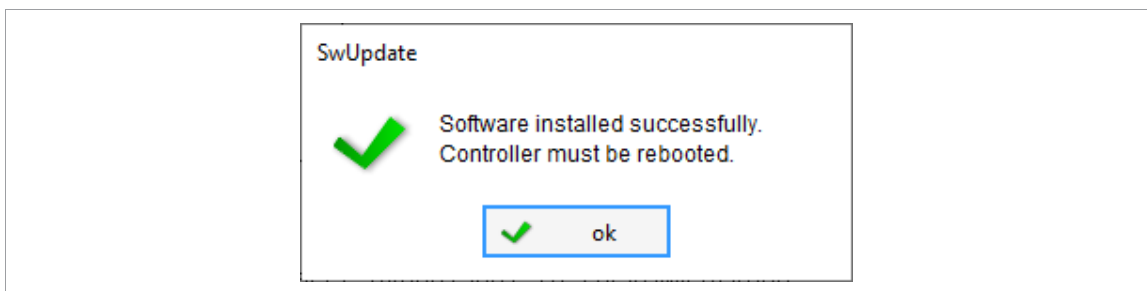 SwUpdate
Software installed successfully.
Controller must be rebooted.
ok